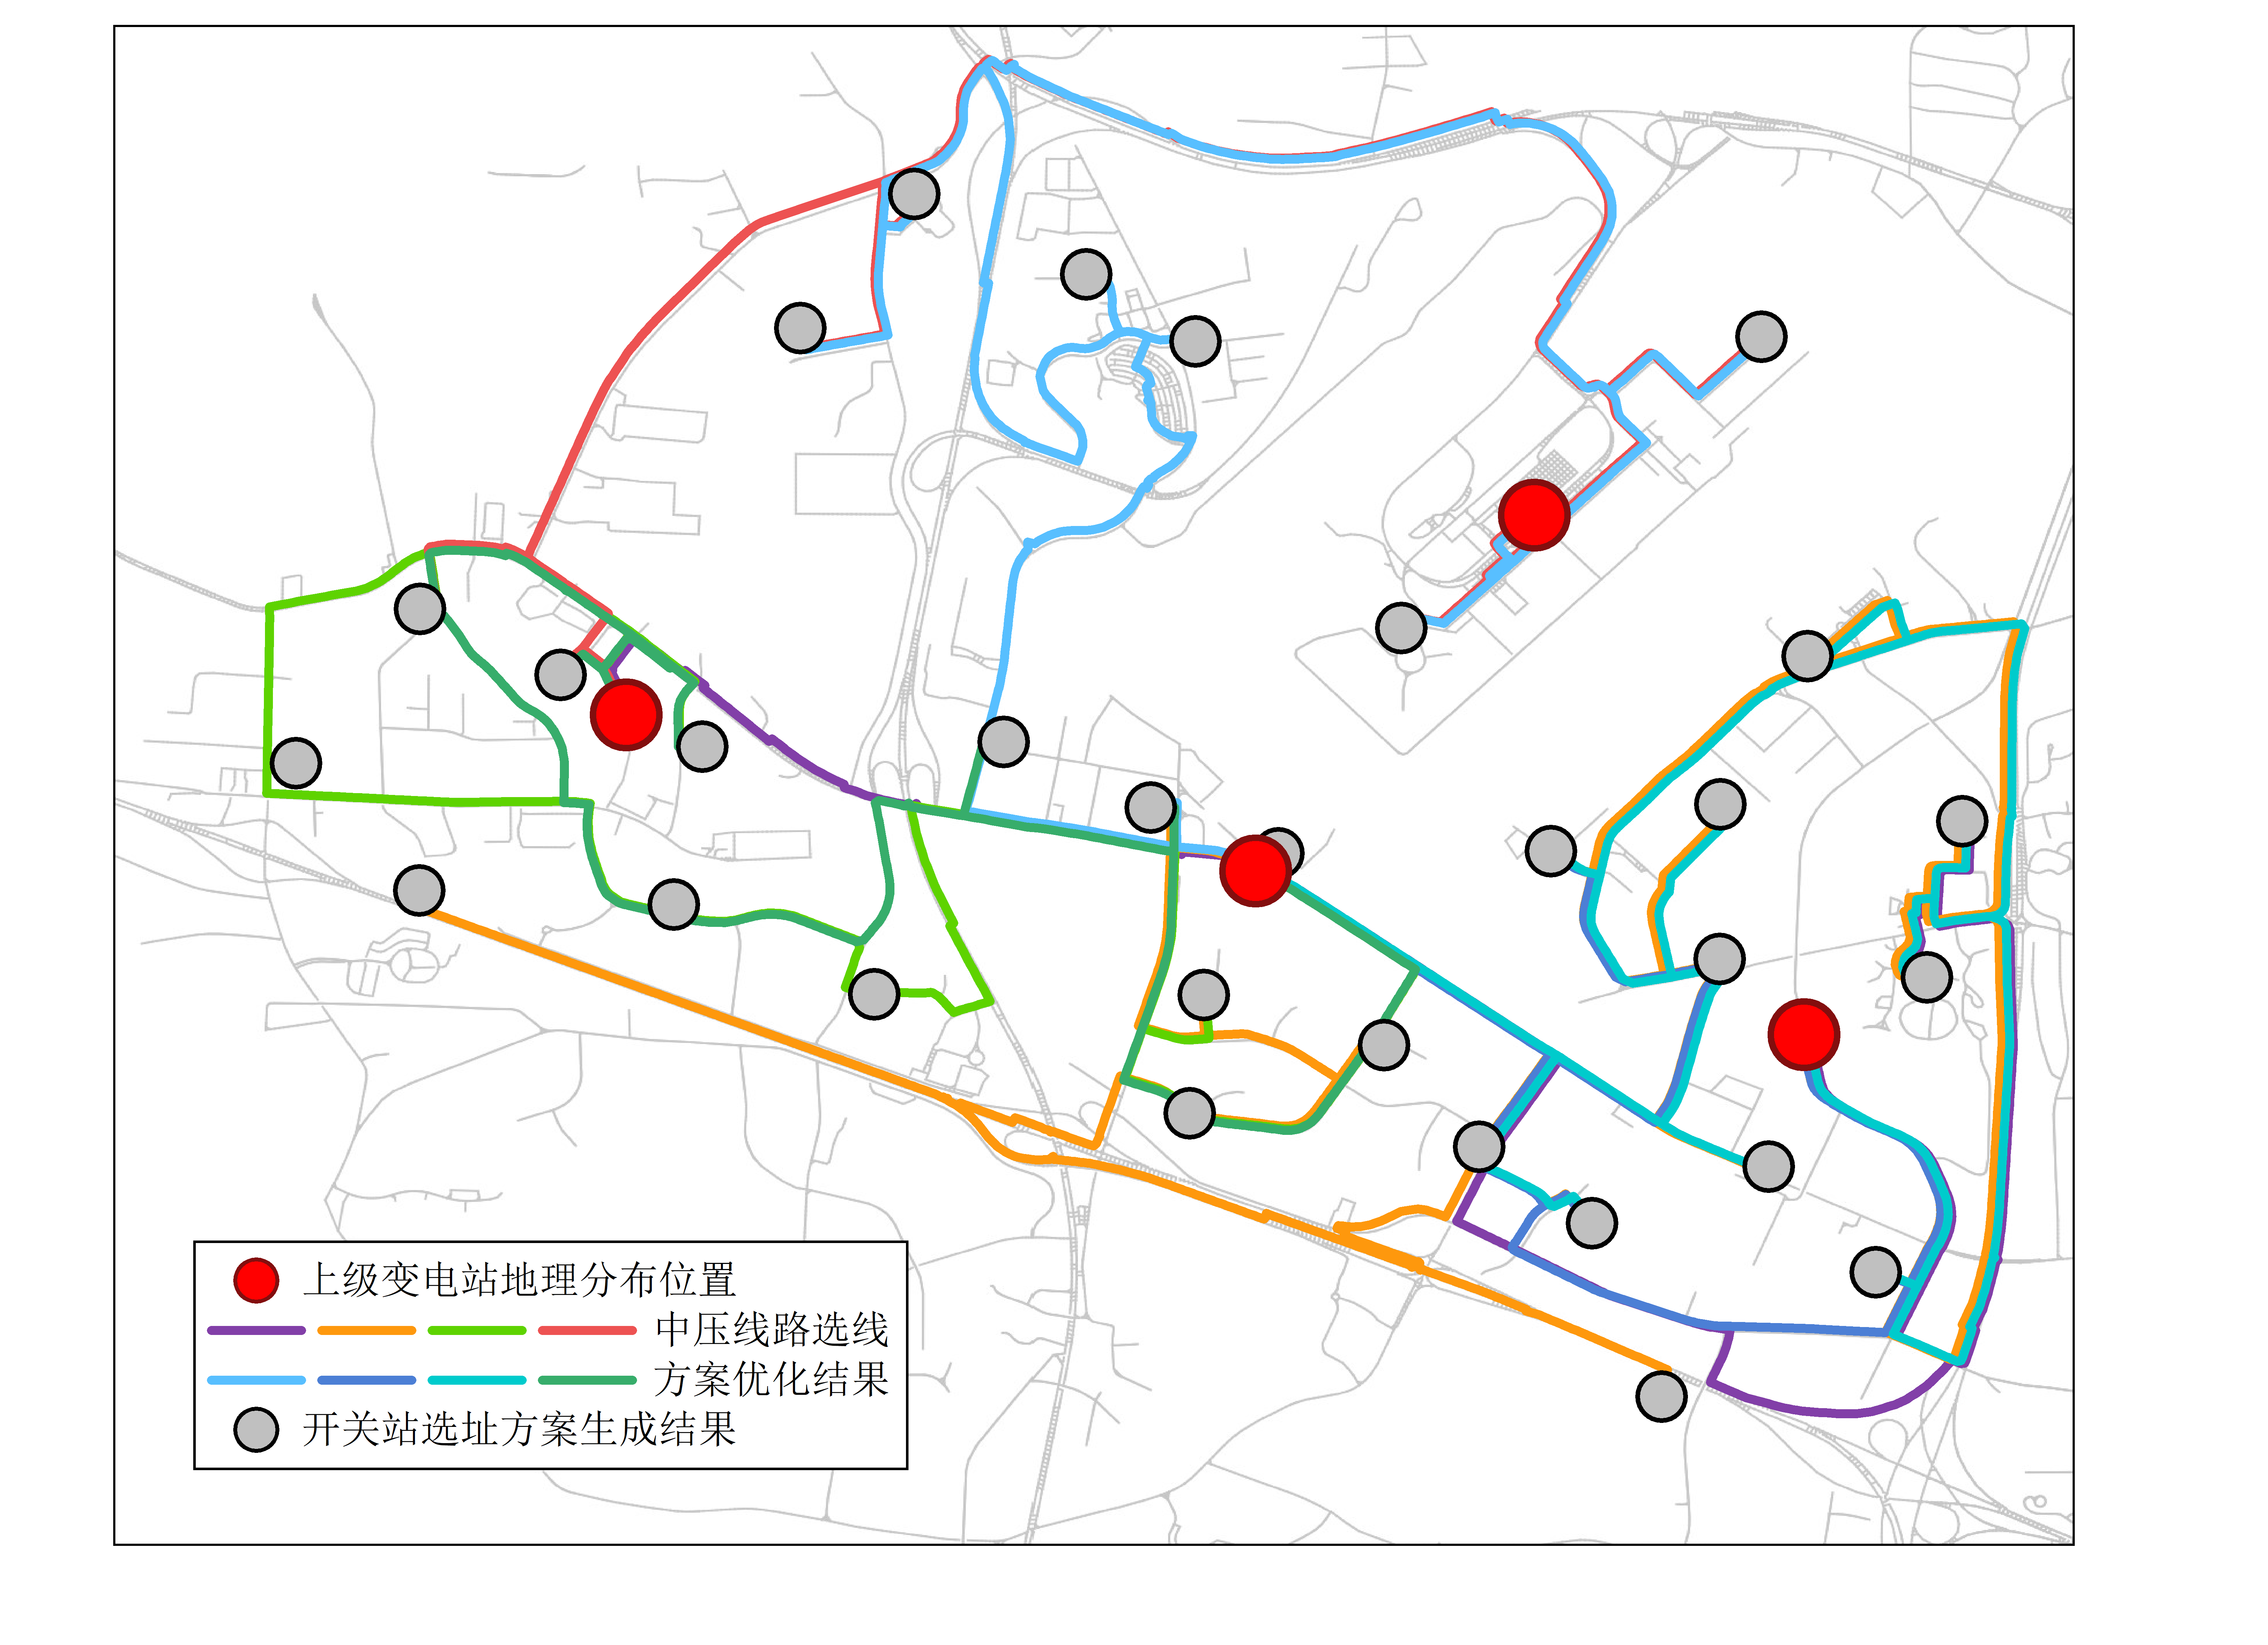 上级变电站地理分布位置
中压线路选线
方案优化结果
开关站选址方案生成结果